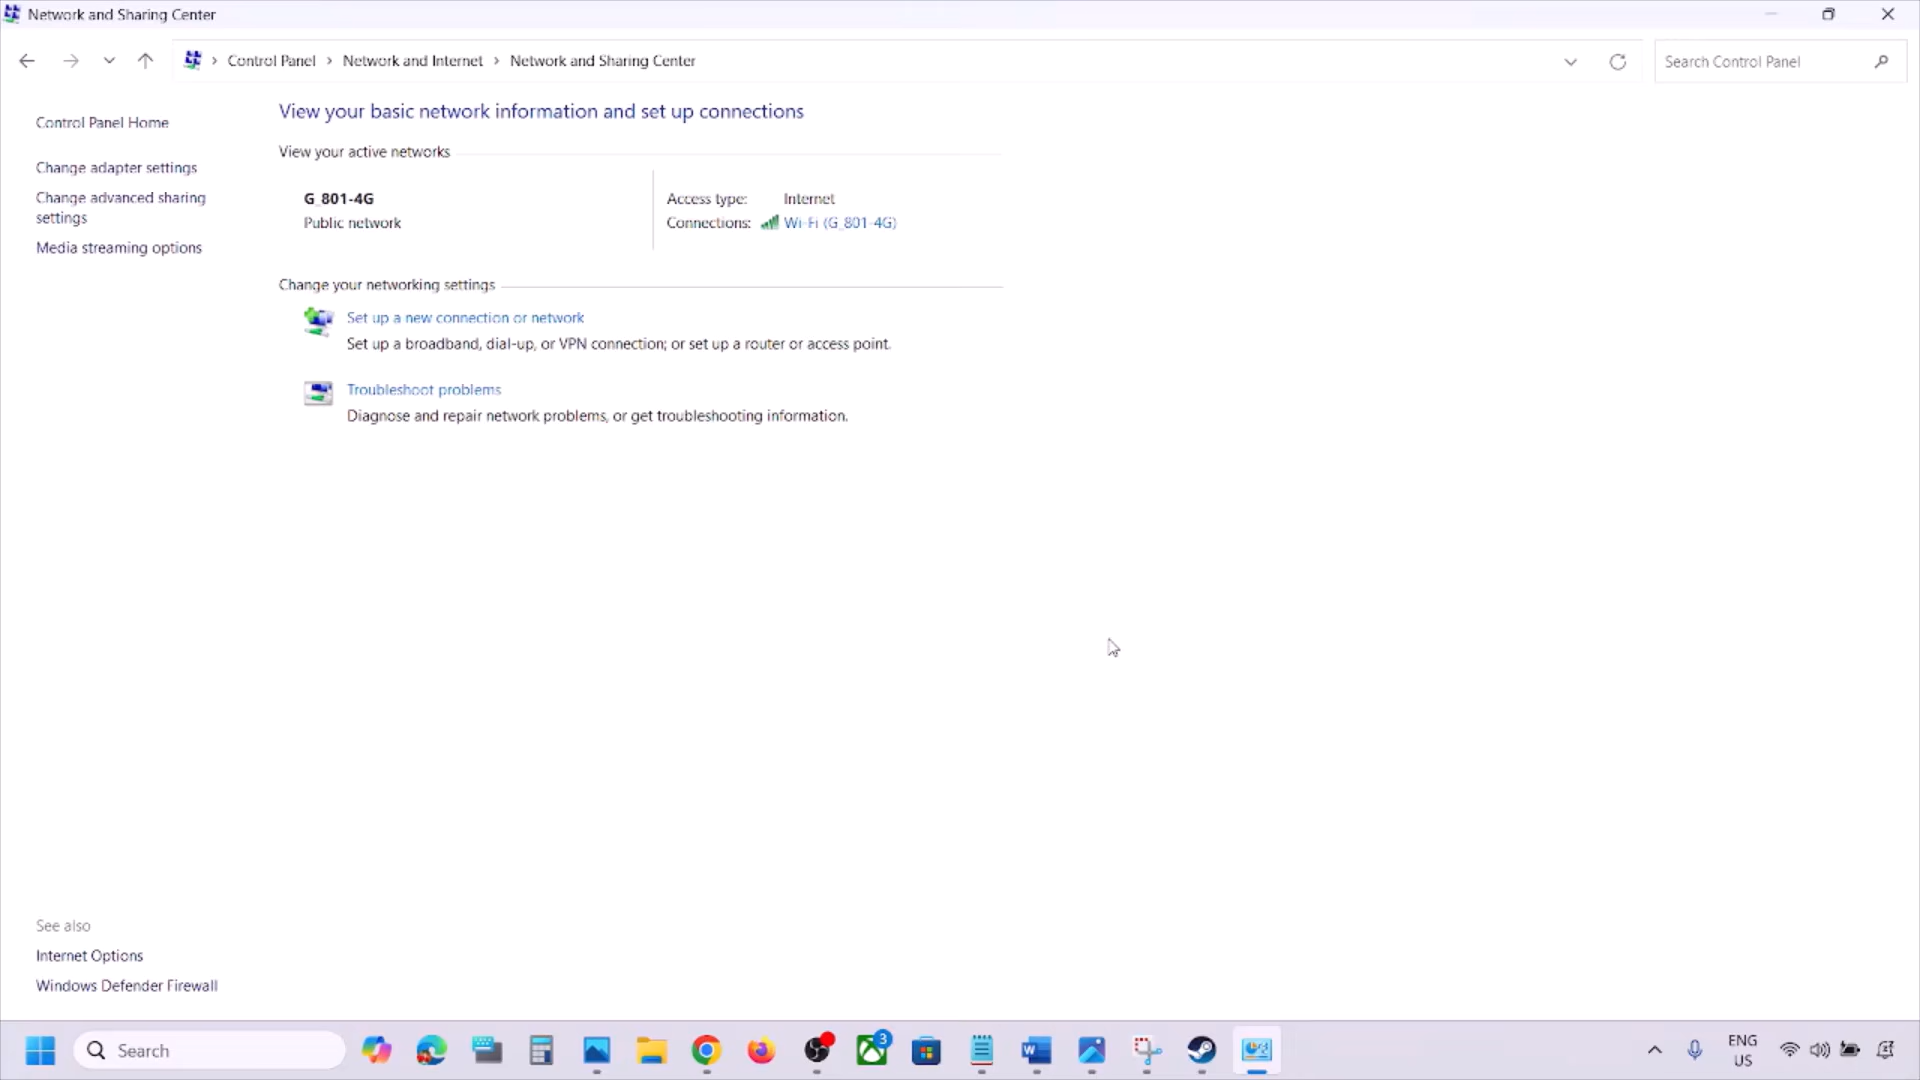 Network and Sharing Center
Control Panel > Network and Internet > Network and Sharing Center
Search Control Panel
Control Panel Home
Change adapter settings
Change advanced sharing
settings
Media streaming options
View your basic network information and set up connections
View your active networks
G_801-4G
Public network
Access type: Internet
Connections: Wi-Fi (G_801-4G)
Change your networking settings
Set up a new connection or network
Set up a broadband, dial-up, or VPN connection; or set up a router or access point.
Troubleshoot problems
Diagnose and repair network problems, or get troubleshooting information.
See also
Internet Options
Windows Defender Firewall
Search
3
W
ENG
US